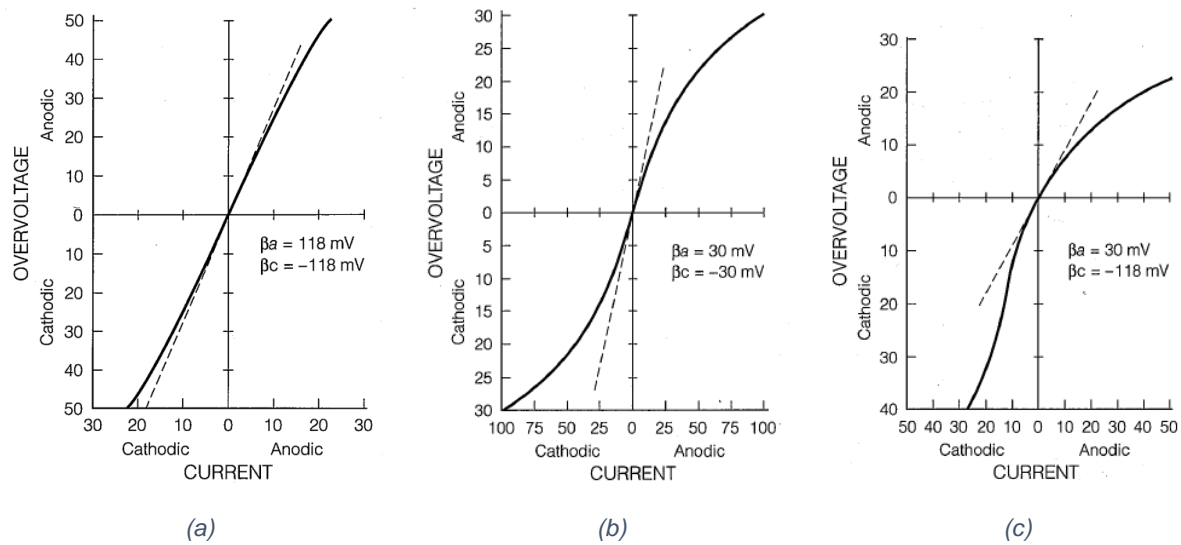 50
40
30
20
10
0
10
20
30
40
50
Anodic
Cathodic
OVERVOLTAGE
βa = 118 mV
βc = –118 mV
30 20 10 0 10 20 30
Cathodic Anodic
CURRENT
(a)
30
25
20
15
10
5
0
5
10
15
20
25
30
Anodic
Cathodic
OVERVOLTAGE
βa = 30 mV
βc = –30 mV
100 75 50 25 0 25 50 75 100
Cathodic Anodic
CURRENT
(b)
30
20
10
0
10
20
30
40
Anodic
Cathodic
OVERVOLTAGE
βa = 30 mV
βc = –118 mV
50 40 30 20 10 0 10 20 30 40 50
Cathodic Anodic
CURRENT
(c)